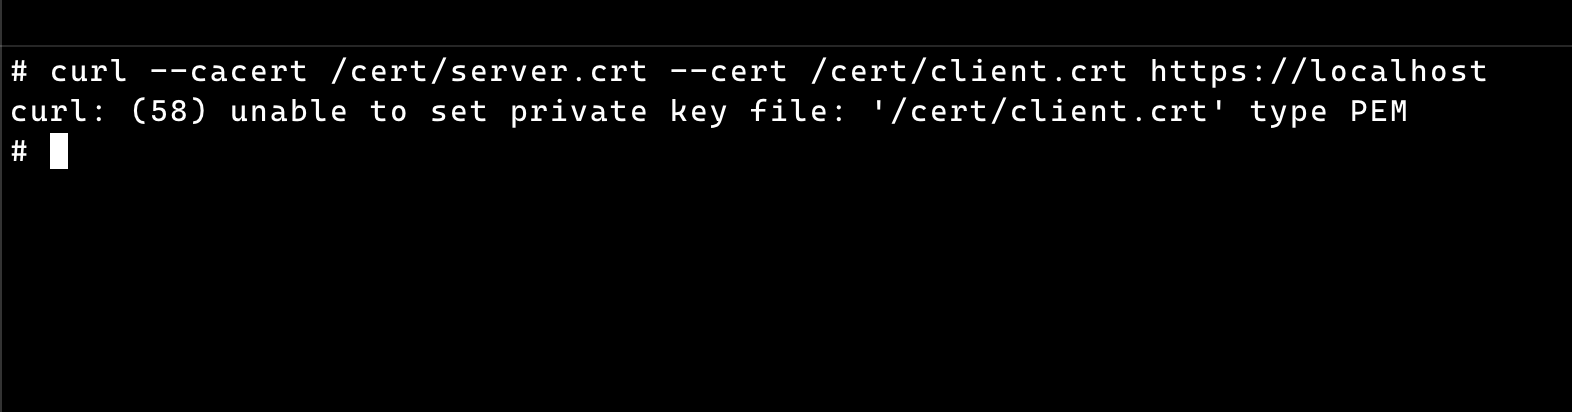 # curl --cacert /cert/server.crt --cert /cert/client.crt https://localhost
curl: (58) unable to set private key file: '/cert/client.crt' type PEM
#